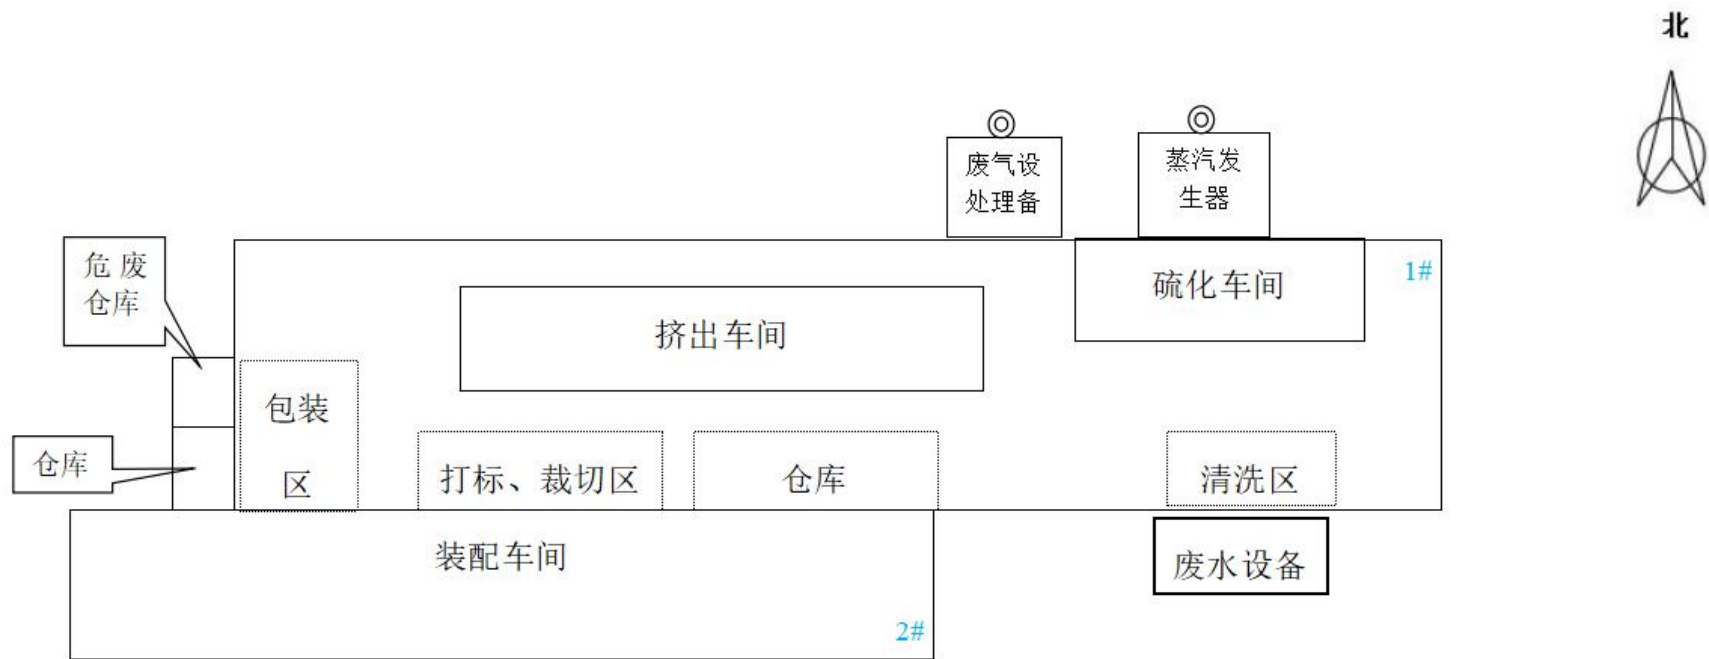 北
废气设
处理备
蒸汽发
生器
危废
仓库
硫化车间
1#
挤出车间
包装
区
仓库
打标、裁切区
仓库
清洗区
装配车间
废水设备
2#